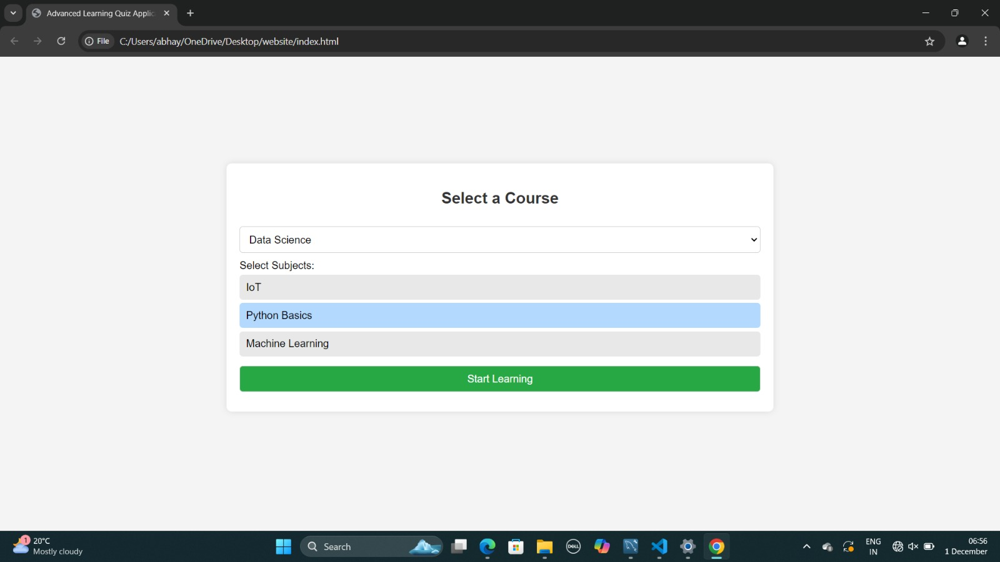 Advanced Learning Quiz Applic
File
C:/Users/abhay/OneDrive/Desktop/website/index.html
Select a Course
Data Science
Select Subjects:
IoT
Python Basics
Machine Learning
Start Learning
1
20°C
Mostly cloudy
Search
DELL
ENG
IN
06:56
1 December